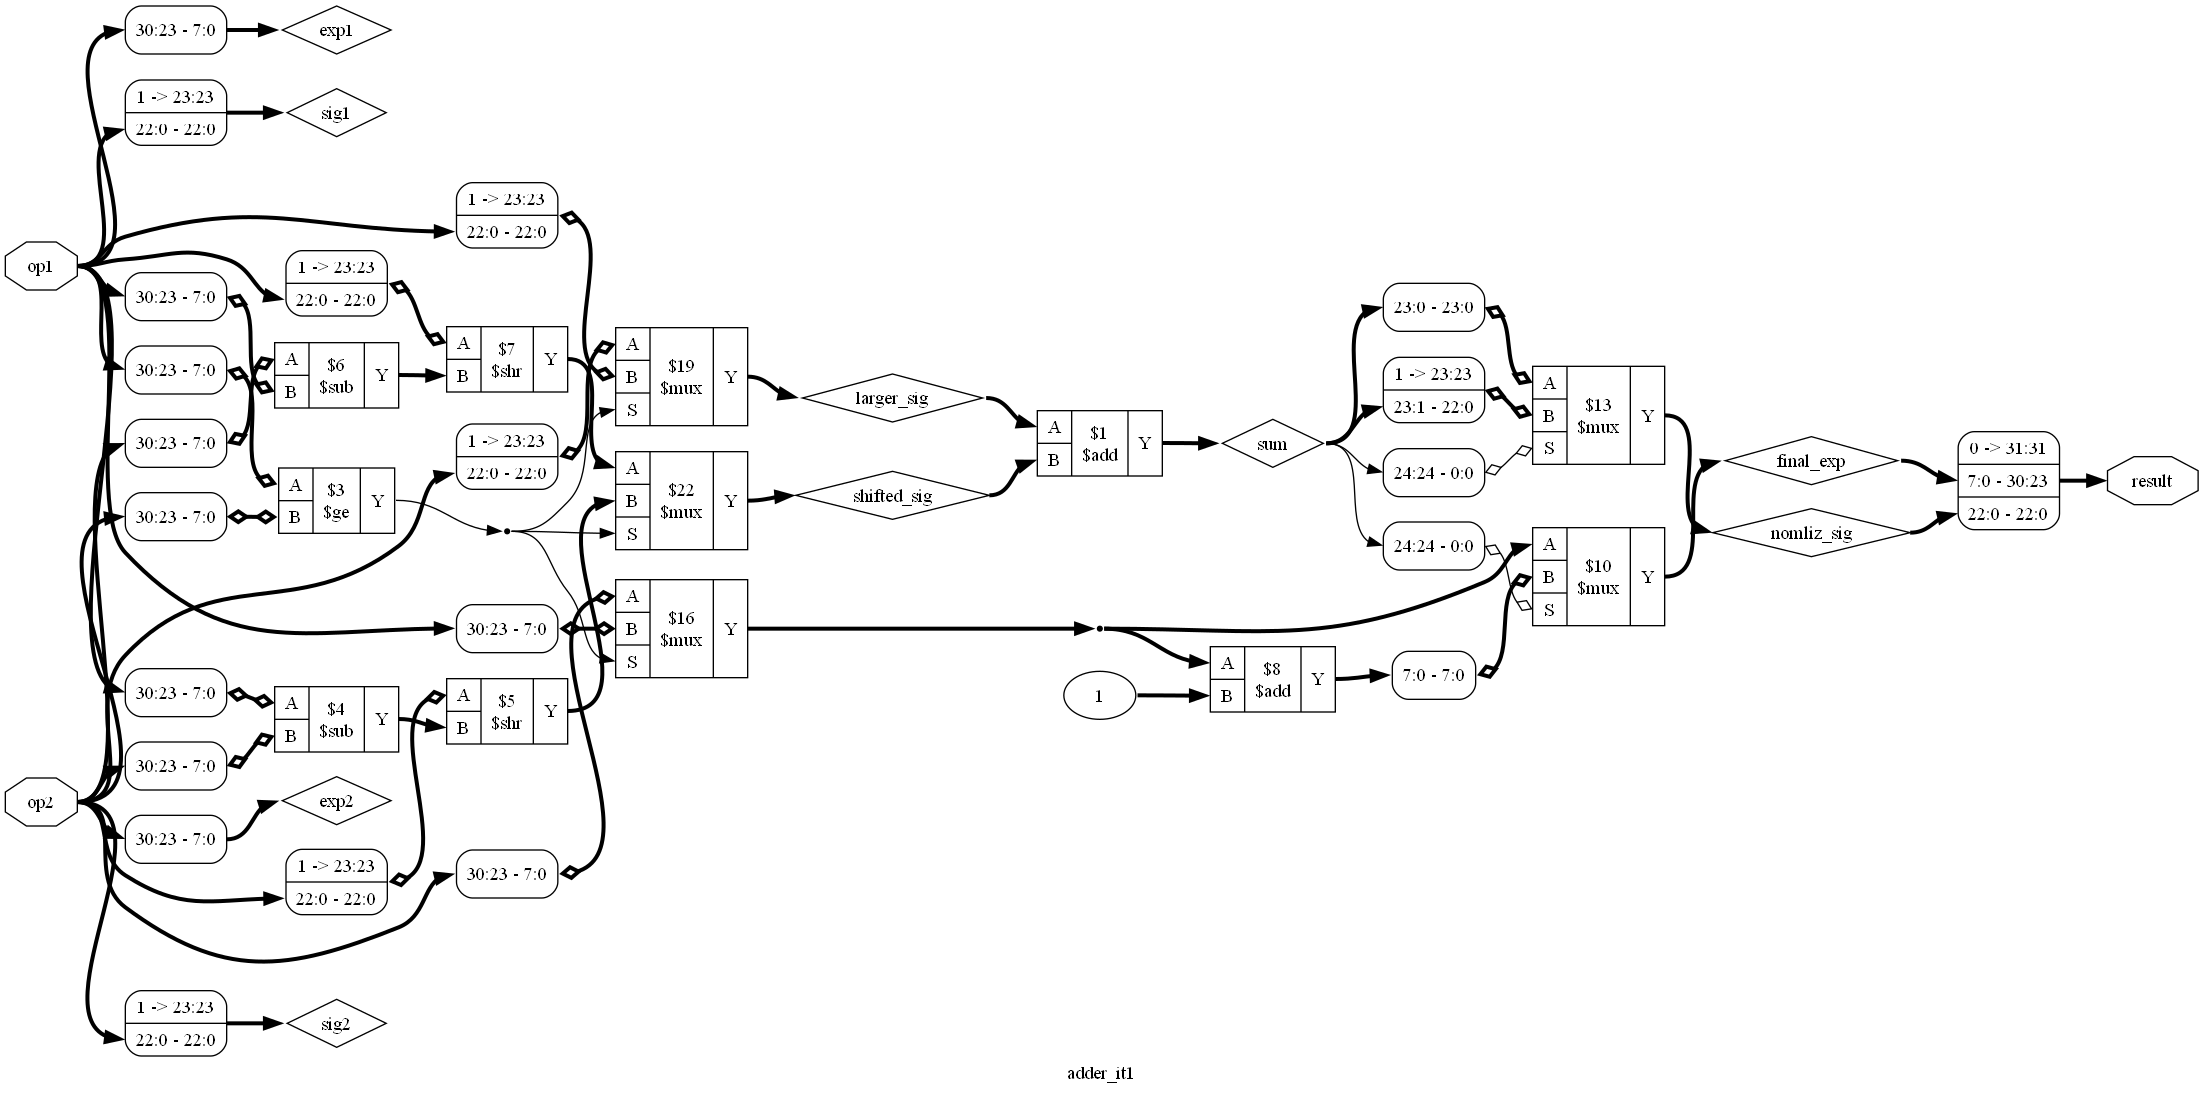 30:23 - 7:0
exp1
1 -> 23:23
22:0 - 22:0
sig1
op1
1 -> 23:23
22:0 - 22:0
1 -> 23:23
22:0 - 22:0
30:23 - 7:0
30:23 - 7:0
30:23 - 7:0
30:23 - 7:0
A
B
$6
$sub
Y
A
B
$3
$ge
Y
A
B
$7
$shr
Y
1 -> 23:23
22:0 - 22:0
30:23 - 7:0
A
B
S
$19
$mux
Y
A
B
S
$22
$mux
Y
A
B
S
$16
$mux
Y
larger_sig
shifted_sig
A
B
$1
$add
Y
sum
23:0 - 23:0
1 -> 23:23
23:1 - 22:0
24:24 - 0:0
24:24 - 0:0
A
B
S
$13
$mux
Y
A
B
S
$10
$mux
Y
final_exp
nomliz_sig
0 -> 31:31
7:0 - 30:23
22:0 - 22:0
result
1
A
B
$8
$add
Y
7:0 - 7:0
op2
30:23 - 7:0
30:23 - 7:0
30:23 - 7:0
A
B
$4
$sub
Y
A
B
$5
$shr
Y
exp2
1 -> 23:23
22:0 - 22:0
30:23 - 7:0
1 -> 23:23
22:0 - 22:0
sig2
adder_it1